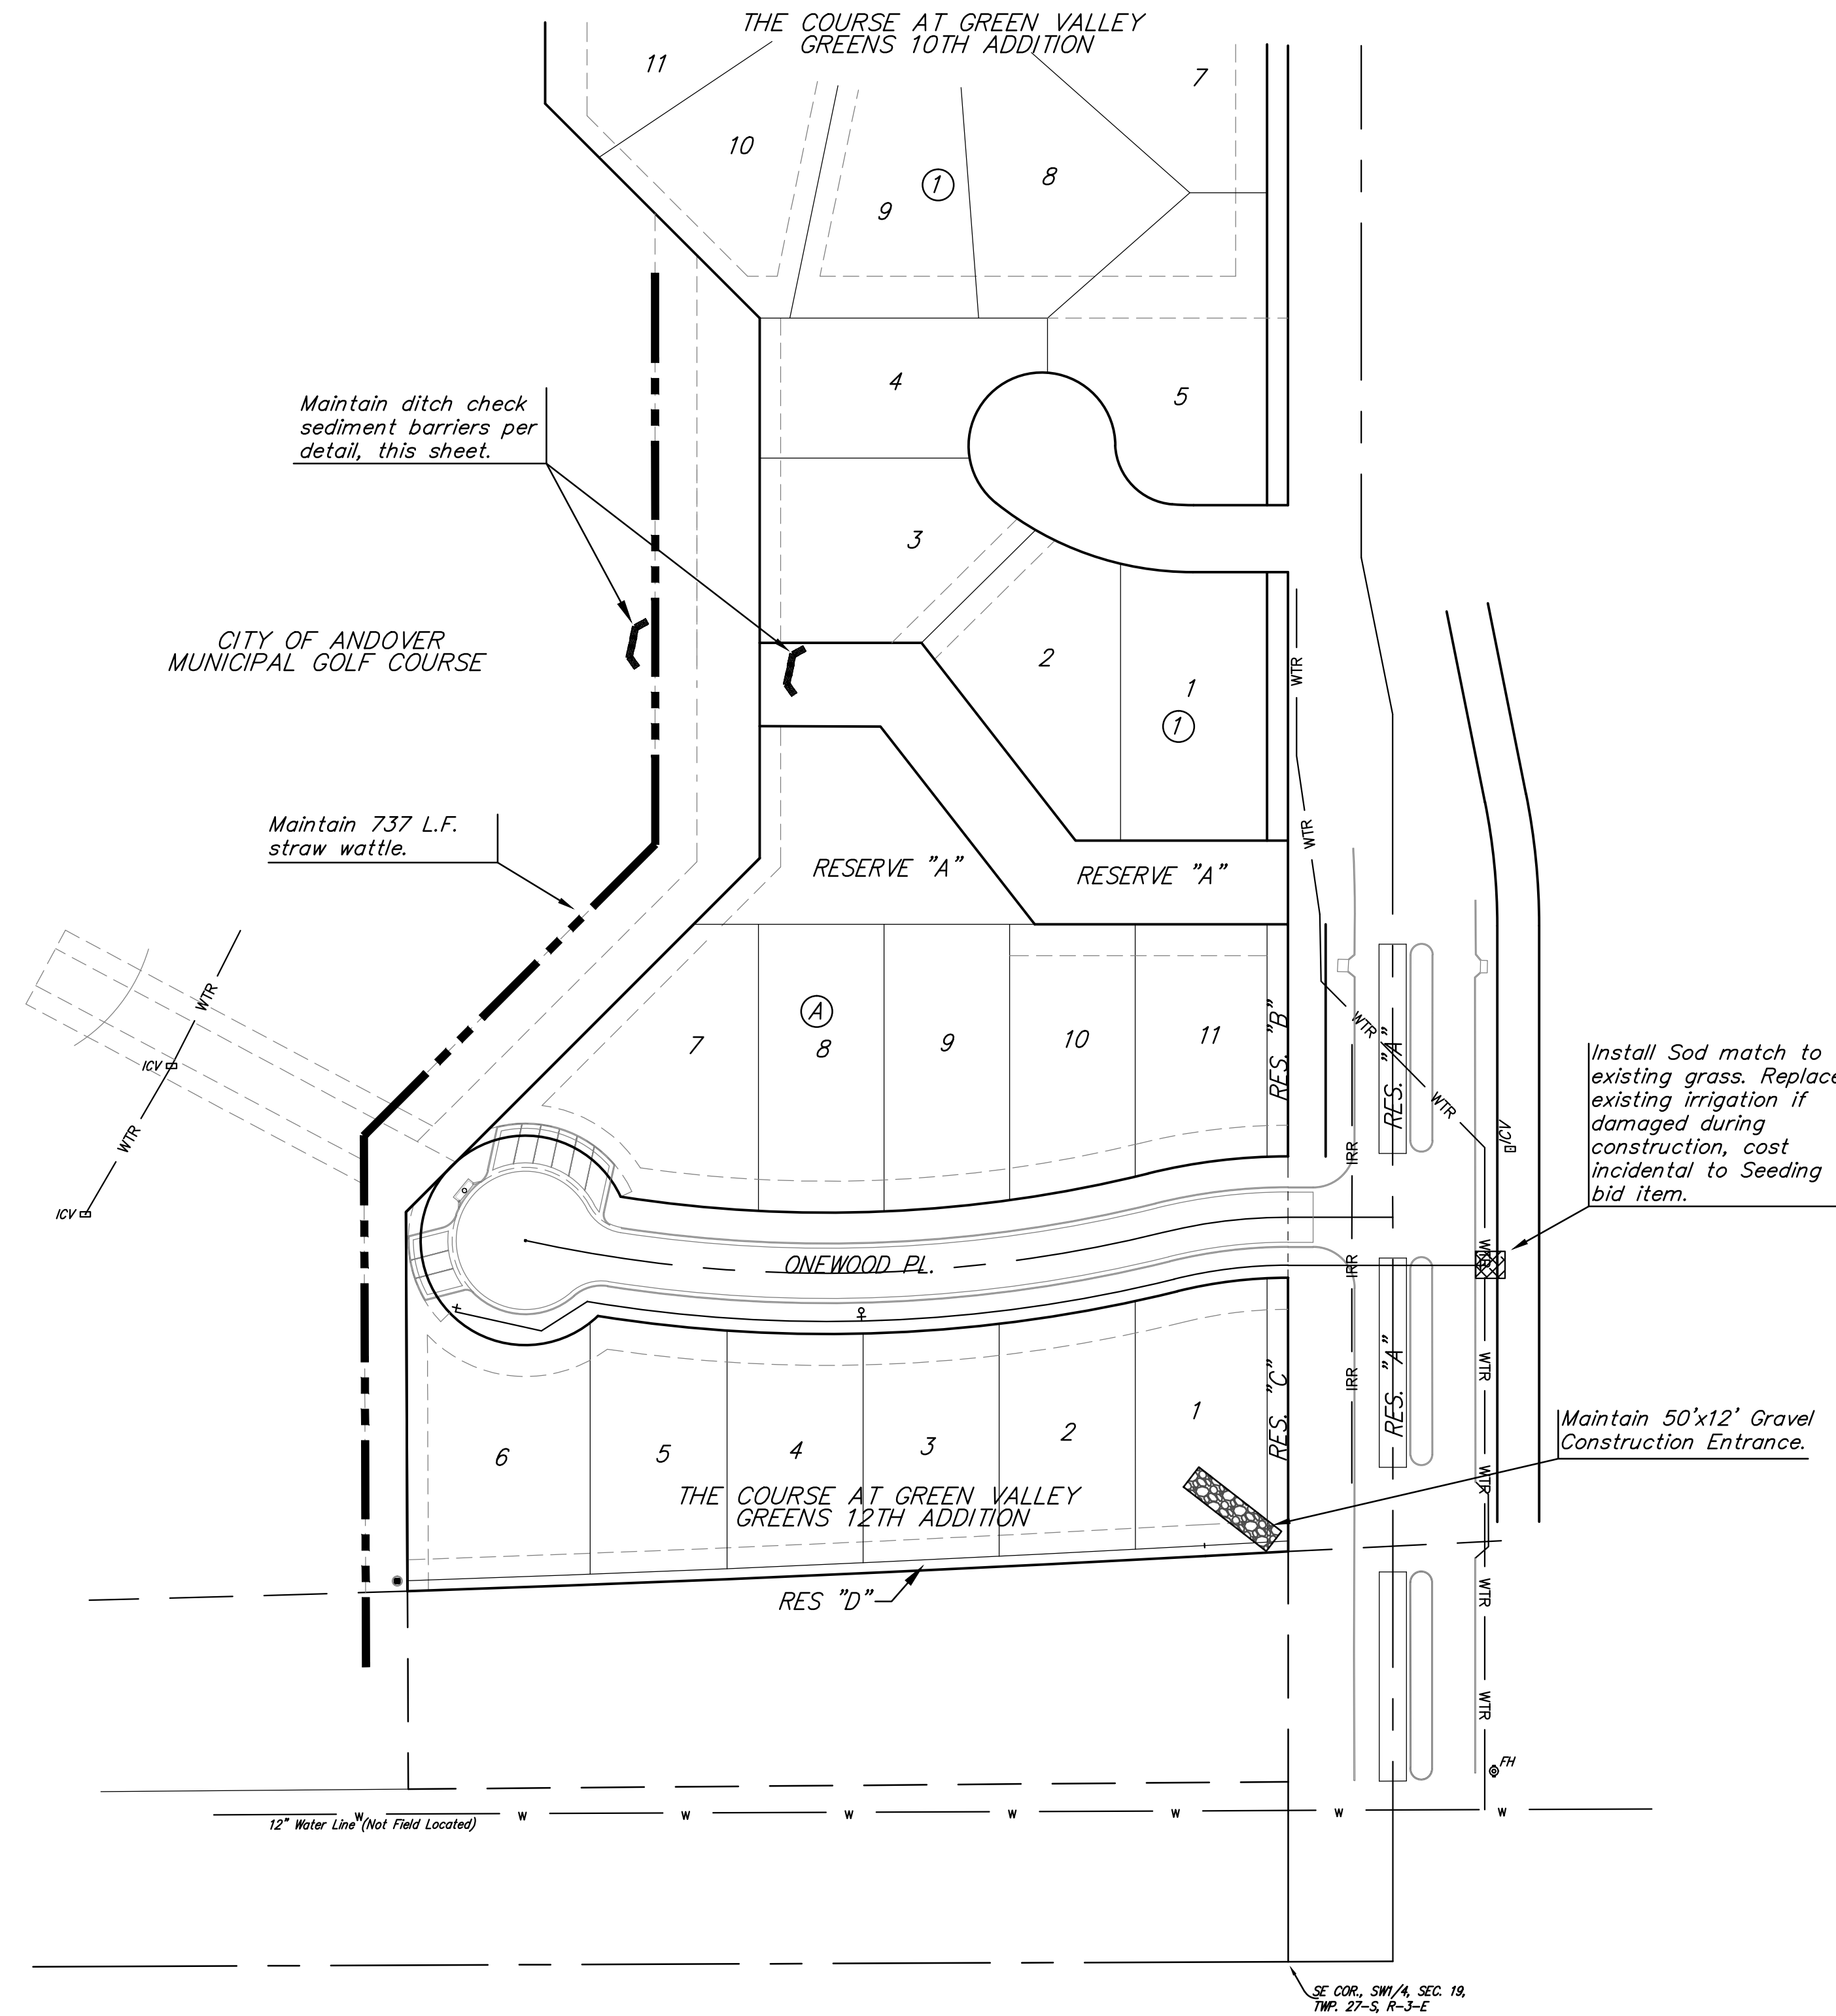 THE COURSE AT GREEN VALLEY
GREENS 10TH ADDITION
11
7
10
1
8
9
4
5
Maintain ditch check
sediment barriers per
detail, this sheet.
3
CITY OF ANDOVER
MUNICIPAL GOLF COURSE
2
1
1
WTR
WTR
Maintain 737 L.F.
straw wattle.
RESERVE "A"
RESERVE "A"
WTR
ICV
WTR
ICV
A
7
8
9
10
11
RES. "B"
WTR
RES. "A"
WTR
ICV
IRR
Install Sod match to
existing grass. Replace
existing irrigation if
damaged during
construction, cost
incidental to Seeding
bid item.
ONEWOOD PL.
IRR
WTR
IRR
RES. "A"
WTR
RES. "C"
6
5
4
3
2
1
Maintain 50'x12' Gravel
Construction Entrance.
WTR
THE COURSE AT GREEN VALLEY
GREENS 12TH ADDITION
RES "D"
WTR
WTR
FH
W W W W W W W W
12" Water Line (Not Field Located)
SE COR., SW1/4, SEC. 19,
TWP. 27-S, R-3-E